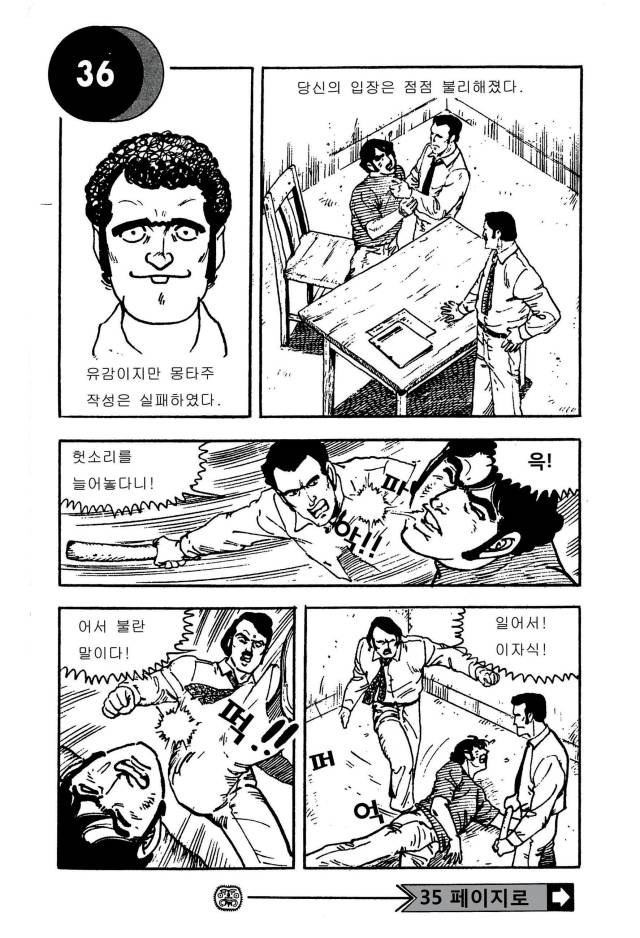 36
당신의 입장은 점점 불리해졌다.
유감이지만 몽타주
작성은 실패하였다.
헛소리를
늘어놓다니!
파
악!!
윽!
어서 불란
말이다!
퍽!!
일어서!
이자식!
퍼
억
35 페이지로